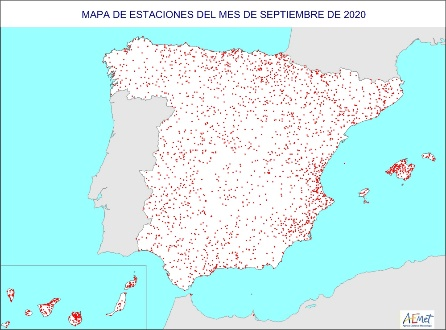 MAPA DE ESTACIONES DEL MES DE SEPTIEMBRE DE 2020
AEmet